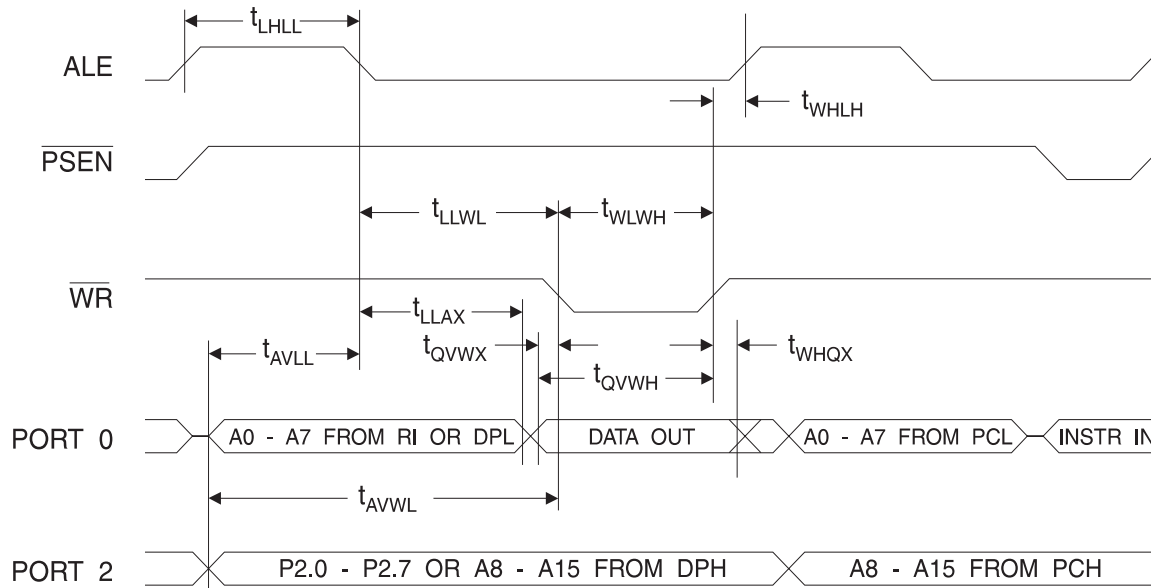 tLHLL
ALE
tWHLH
PSEN
tLLWL
tWLWH
WR
tLLAX
tQVWX
tWHQX
tAVLL
tQVWH
PORT 0
A0 - A7 FROM RI OR DPL
DATA OUT
A0 - A7 FROM PCL
INSTR IN
tAVWL
PORT 2
P2.0 - P2.7 OR A8 - A15 FROM DPH
A8 - A15 FROM PCH